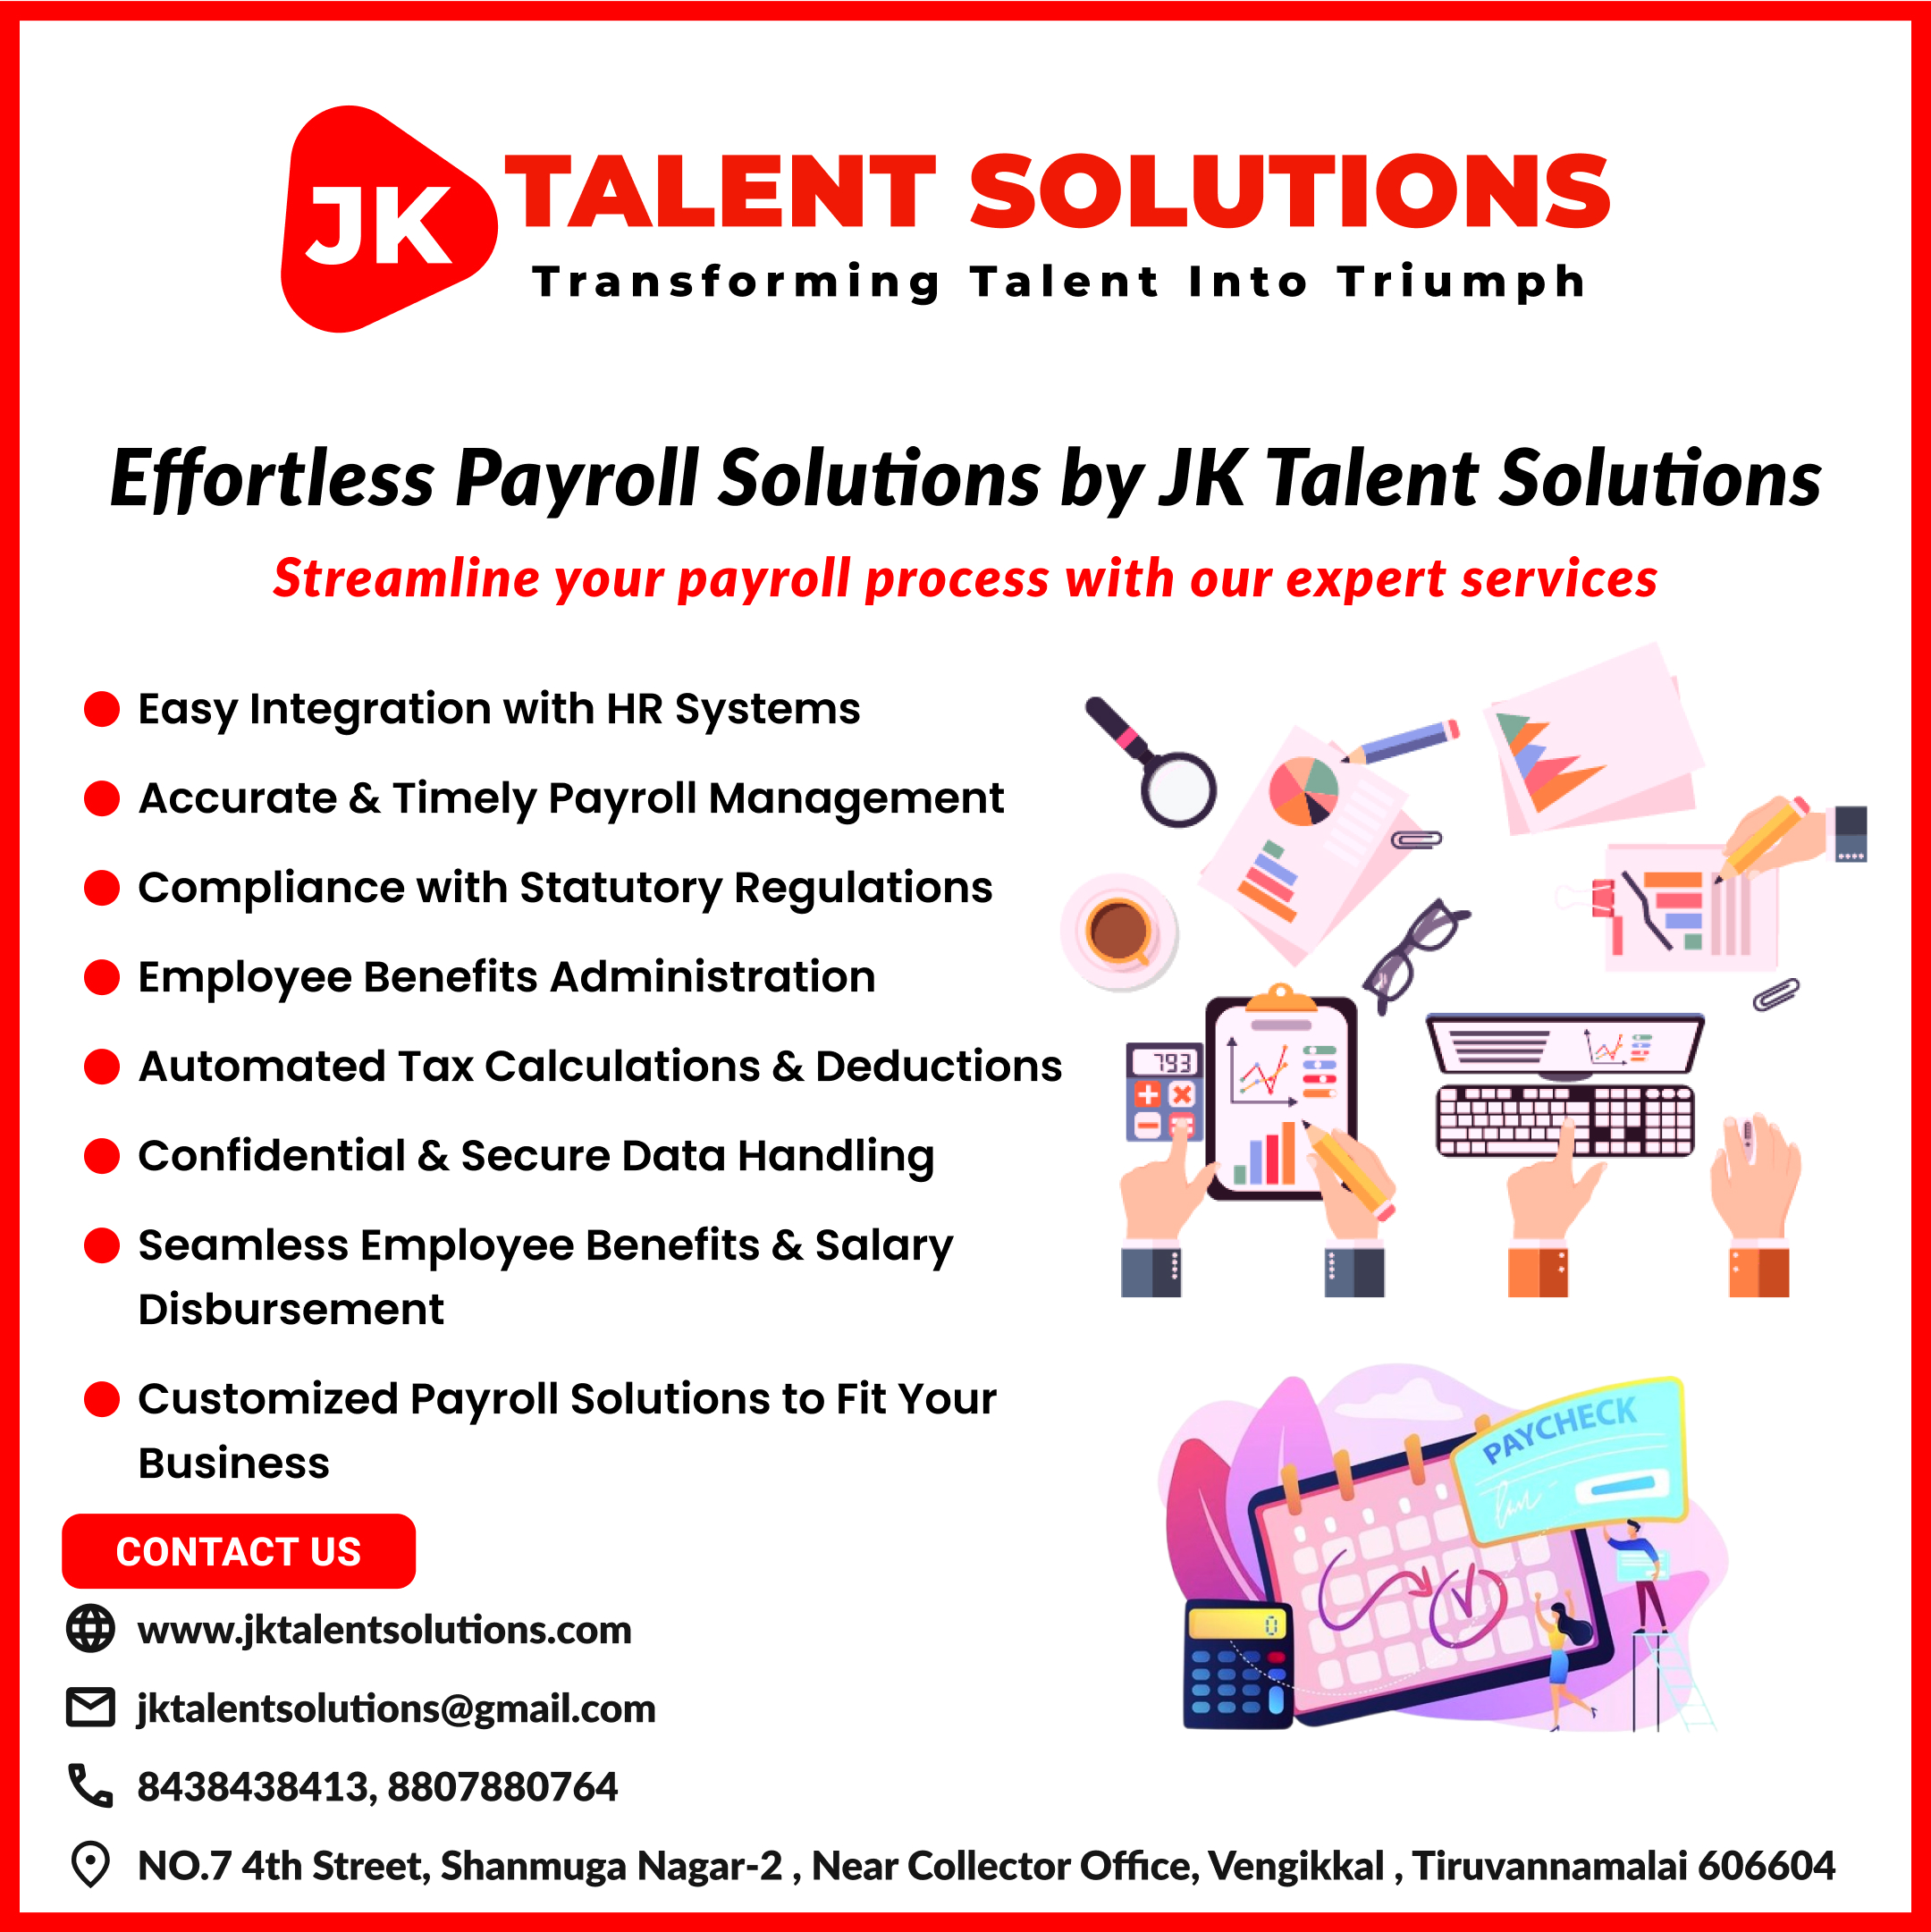 JK
TALENT SOLUTIONS
Transforming Talent Into Triumph
Effortless Payroll Solutions by JK Talent Solutions
Streamline your payroll process with our expert services
Easy Integration with HR Systems
Accurate & Timely Payroll Management
Compliance with Statutory Regulations
Employee Benefits Administration
Automated Tax Calculations & Deductions
Confidential & Secure Data Handling
Seamless Employee Benefits & Salary
Disbursement
Customized Payroll Solutions to Fit Your
Business
793
PAYCHECK
0
CONTACT US
www.jktalentsolutions.com
jktalentsolutions@gmail.com
8438438413, 8807880764
NO.7 4th Street, Shanmuga Nagar-2 , Near Collector Office, Vengikkal , Tiruvannamalai 606604